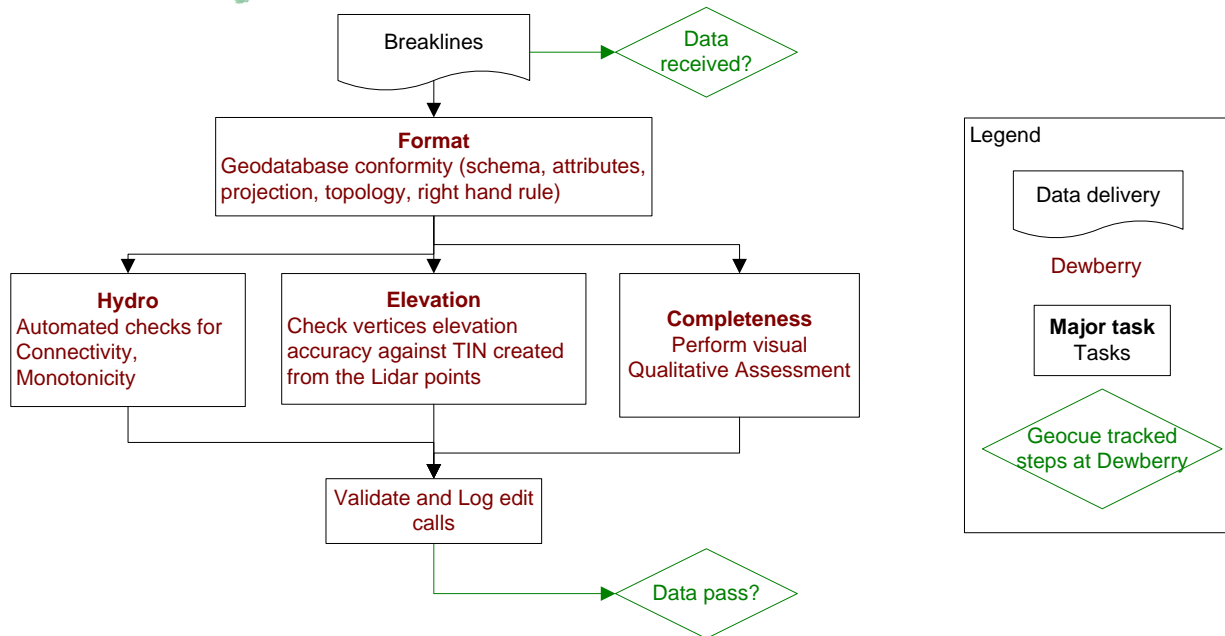 Breaklines
Data
received?
Format
Geodatabase conformity (schema, attributes,
projection, topology, right hand rule)
Hydro
Automated checks for
Connectivity,
Monotonicity
Elevation
Check vertices elevation
accuracy against TIN created
from the Lidar points
Completeness
Perform visual
Qualitative Assessment
Validate and Log edit
calls
Data pass?
Legend
Data delivery
Dewberry
Major task
Tasks
Geocue tracked
steps at Dewberry